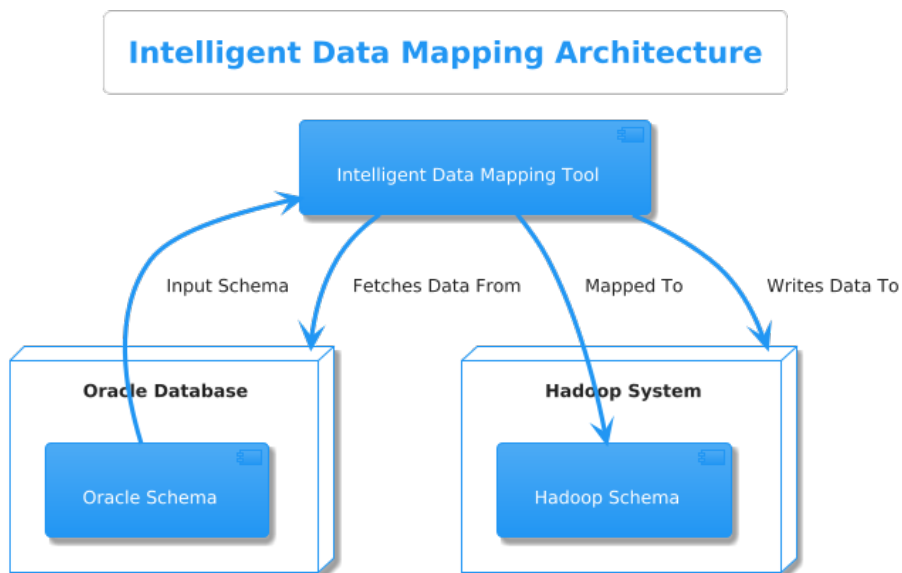 Intelligent Data Mapping Architecture
Intelligent Data Mapping Tool
Input Schema
Fetches Data From
Mapped To
Writes Data To
Oracle Database
Hadoop System
Oracle Schema
Hadoop Schema